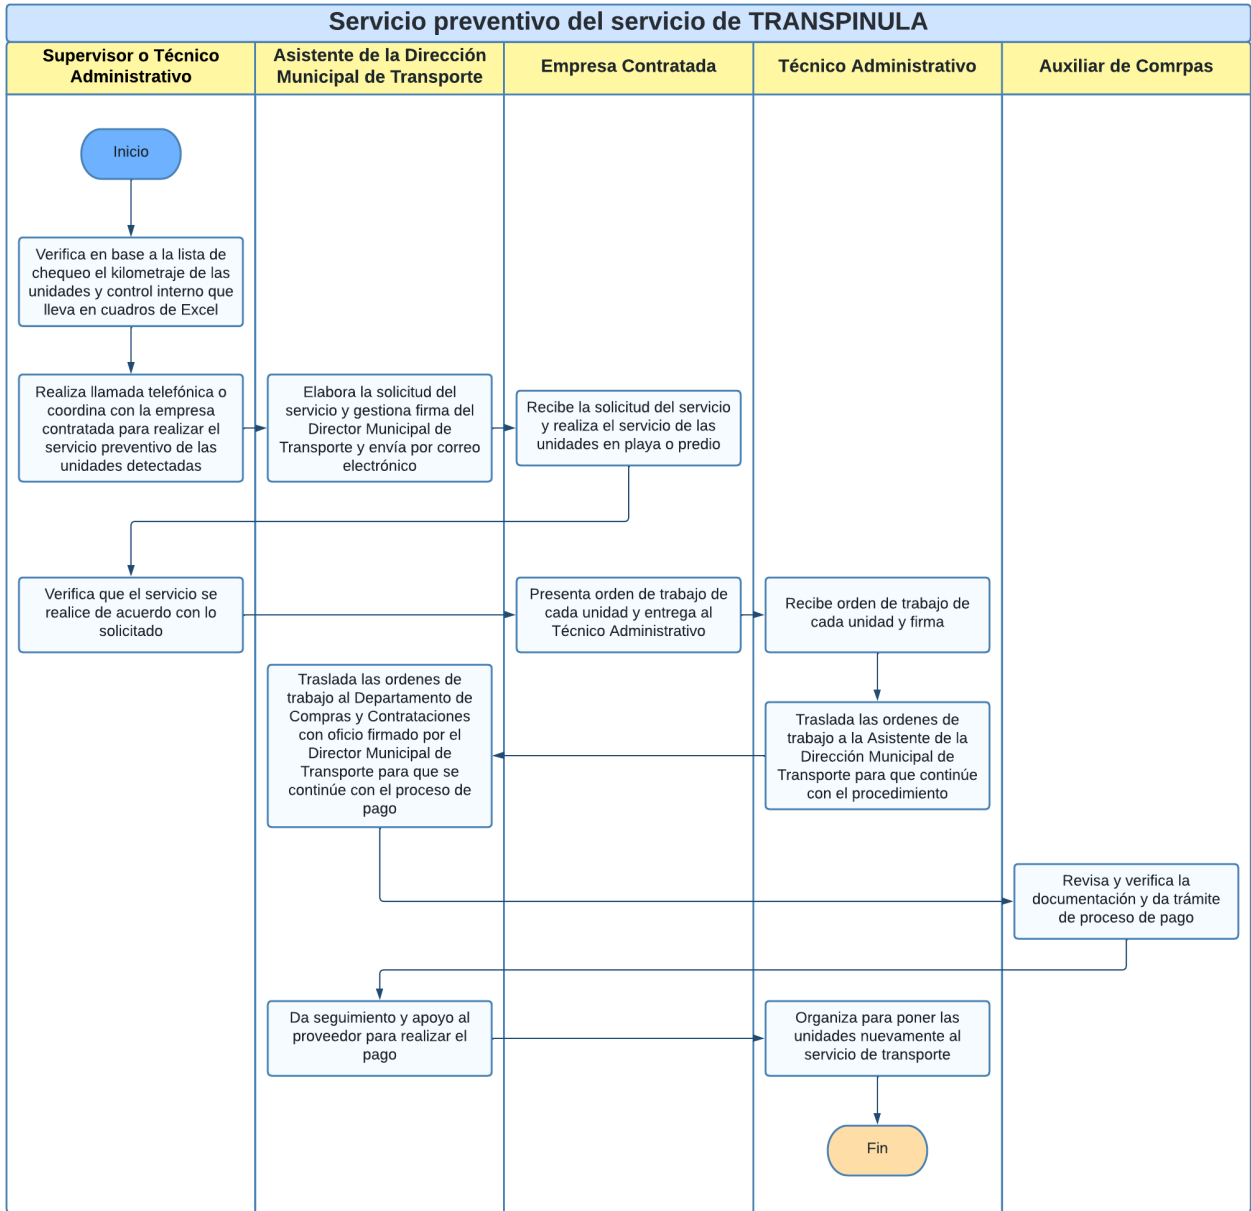 Servicio preventivo del servicio de TRANSPINULA
Supervisor o Técnico
Administrativo
Asistente de la Dirección
Municipal de Transporte
Empresa Contratada
Técnico Administrativo
Auxiliar de Comrpas
Inicio
Verifica en base a la lista de
chequeo el kilometraje de las
unidades y control interno que
lleva en cuadros de Excel
Realiza llamada telefónica o
coordina con la empresa
contratada para realizar el
servicio preventivo de las
unidades detectadas
Elabora la solicitud del
servicio y gestiona firma del
Director Municipal de
Transporte y envía por correo
electrónico
Recibe la solicitud del servicio
y realiza el servicio de las
unidades en playa o predio
Verifica que el servicio se
realice de acuerdo con lo
solicitado
Presenta orden de trabajo de
cada unidad y entrega al
Técnico Administrativo
Recibe orden de trabajo de
cada unidad y firma
Traslada las ordenes de
trabajo a la Asistente de la
Dirección Municipal de
Transporte para que continúe
con el procedimiento
Traslada las ordenes de
trabajo al Departamento de
Compras y Contrataciones
con oficio firmado por el
Director Municipal de
Transporte para que se
continúe con el proceso de
pago
Revisa y verifica la
documentación y da trámite
de proceso de pago
Da seguimiento y apoyo al
proveedor para realizar el
pago
Organiza para poner las
unidades nuevamente al
servicio de transporte
Fin